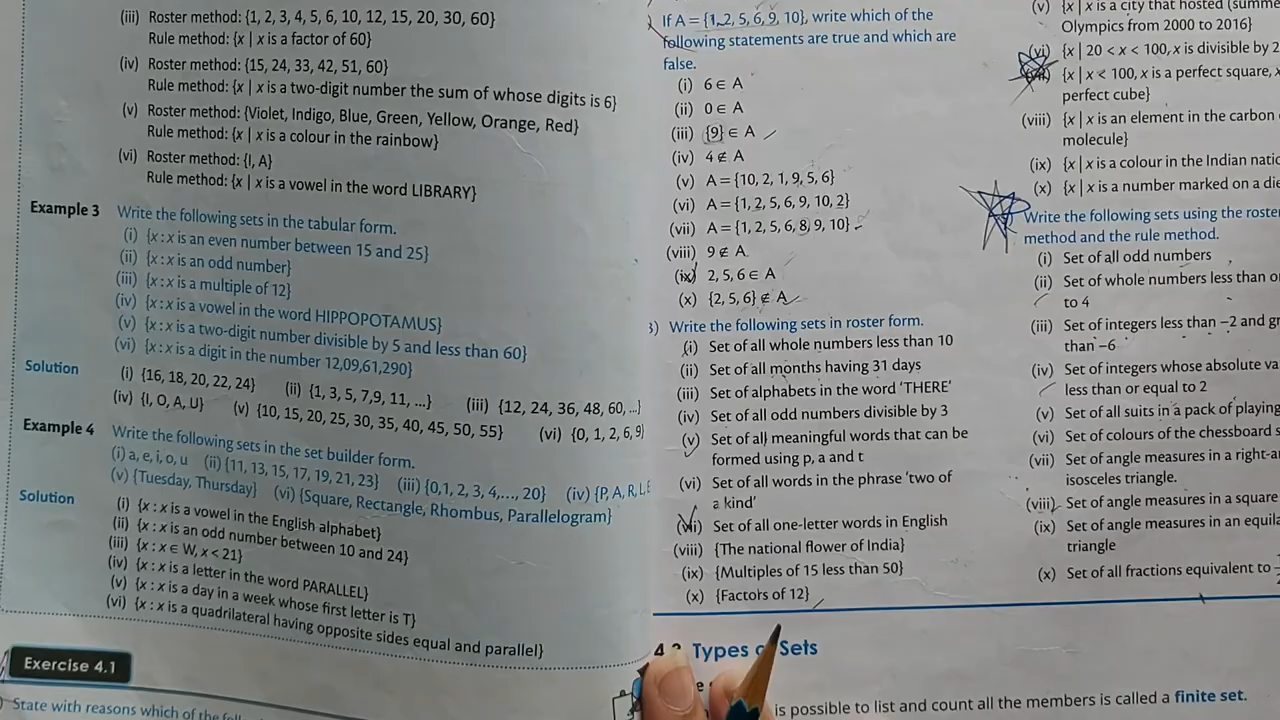 (iii) Roster method: {1, 2, 3, 4, 5, 6, 10, 12, 15, 20, 30, 60}
Rule method: {x | x is a factor of 60}
(iv) Roster method: {15, 24, 33, 42, 51, 60}
Rule method: {x | x is a two-digit number the sum of whose digits is 6}
(v) Roster method: {Violet, Indigo, Blue, Green, Yellow, Orange, Red}
Rule method: {x | x is a colour in the rainbow}
(vi) Roster method: {I, A}
Rule method: {x | x is a vowel in the word LIBRARY}
Example 3 Write the following sets in the tabular form.
(i) {x : x is an even number between 15 and 25}
(ii) {x : x is an odd number}
(iii) {x : x is a multiple of 12}
(iv) {x : x is a vowel in the word HIPPOPOTAMUS}
(v) {x : x is a two-digit number divisible by 5 and less than 60}
(vi) {x : x is a digit in the number 12,09,61,290}
Solution (i) {16, 18, 20, 22, 24} (ii) {1, 3, 5, 7,9, 11, ...} (iii) {12, 24, 36, 48, 60, ...}
(iv) {I, O, A, U} (v) {10, 15, 20, 25, 30, 35, 40, 45, 50, 55} (vi) {0, 1, 2, 6, 9}
Example 4 Write the following sets in the set builder form.
(i) a, e, i, o, u (ii) {11, 13, 15, 17, 19, 21, 23} (iii) {0,1, 2, 3, 4,..., 20} (iv) {P, A, R, L, E
(v) {Tuesday, Thursday} (vi) {Square, Rectangle, Rhombus, Parallelogram}
Solution (i) {x : x is a vowel in the English alphabet}
(ii) {x : x is an odd number between 10 and 24}
(iii) {x : x ∈ W, x < 21}
(iv) {x : x is a letter in the word PARALLEL}
(v) {x : x is a day in a week whose first letter is T}
(vi) {x : x is a quadrilateral having opposite sides equal and parallel}
Exercise 4.1
State with reasons which of the
If A = {1, 2, 5, 6, 9, 10}, write which of the
following statements are true and which are
false.
(i) 6 ∈ A
(ii) 0 ∈ A
(iii) {9} ∈ A
(iv) 4 ∉ A
(v) A = {10, 2, 1, 9, 5, 6}
(vi) A = {1, 2, 5, 6, 9, 10, 2}
(vii) A = {1, 2, 5, 6, 8, 9, 10}
(viii) 9 ∉ A
(ix) 2, 5, 6 ∈ A
(x) {2, 5, 6} ∉ A
3) Write the following sets in roster form.
(i) Set of all whole numbers less than 10
(ii) Set of all months having 31 days
(iii) Set of alphabets in the word 'THERE'
(iv) Set of all odd numbers divisible by 3
(v) Set of all meaningful words that can be
formed using p, a and t
(vi) Set of all words in the phrase 'two of
a kind'
(vii) Set of all one-letter words in English
(viii) {The national flower of India}
(ix) {Multiples of 15 less than 50}
(x) {Factors of 12}
4.2 Types of Sets
is possible to list and count all the members is called a finite set.
(v) {x | x is a city that hosted (summe
Olympics from 2000 to 2016}
(vi) {x | 20 < x < 100, x is divisible by 2
{x | x < 100, x is a perfect square, x
perfect cube}
(viii) {x | x is an element in the carbon
molecule}
(ix) {x | x is a colour in the Indian natio
(x) {x | x is a number marked on a die
Write the following sets using the roste
method and the rule method.
(i) Set of all odd numbers
(ii) Set of whole numbers less than o
to 4
(iii) Set of integers less than −2 and gr
than −6
(iv) Set of integers whose absolute va
less than or equal to 2
(v) Set of all suits in a pack of playing
(vi) Set of colours of the chessboard s
(vii) Set of angle measures in a right-a
isosceles triangle.
(viii) Set of angle measures in a square
(ix) Set of angle measures in an equila
triangle
(x) Set of all fractions equivalent to